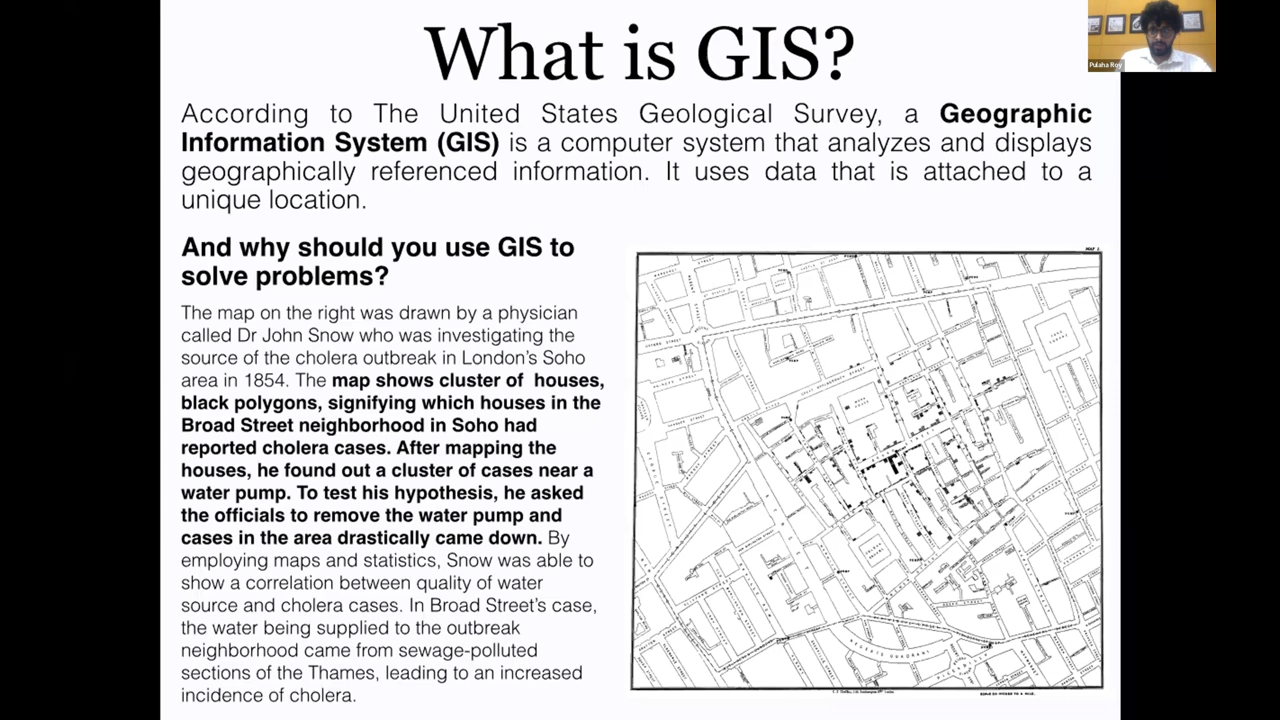 What is GIS?
Pulaha Roy
According to The United States Geological Survey, a Geographic
Information System (GIS) is a computer system that analyzes and displays
geographically referenced information. It uses data that is attached to a
unique location.
And why should you use GIS to
solve problems?
The map on the right was drawn by a physician
called Dr John Snow who was investigating the
source of the cholera outbreak in London's Soho
area in 1854. The map shows cluster of houses,
black polygons, signifying which houses in the
Broad Street neighborhood in Soho had
reported cholera cases. After mapping the
houses, he found out a cluster of cases near a
water pump. To test his hypothesis, he asked
the officials to remove the water pump and
cases in the area drastically came down. By
employing maps and statistics, Snow was able to
show a correlation between quality of water
source and cholera cases. In Broad Street's case,
the water being supplied to the outbreak
neighborhood came from sewage-polluted
sections of the Thames, leading to an increased
incidence of cholera.